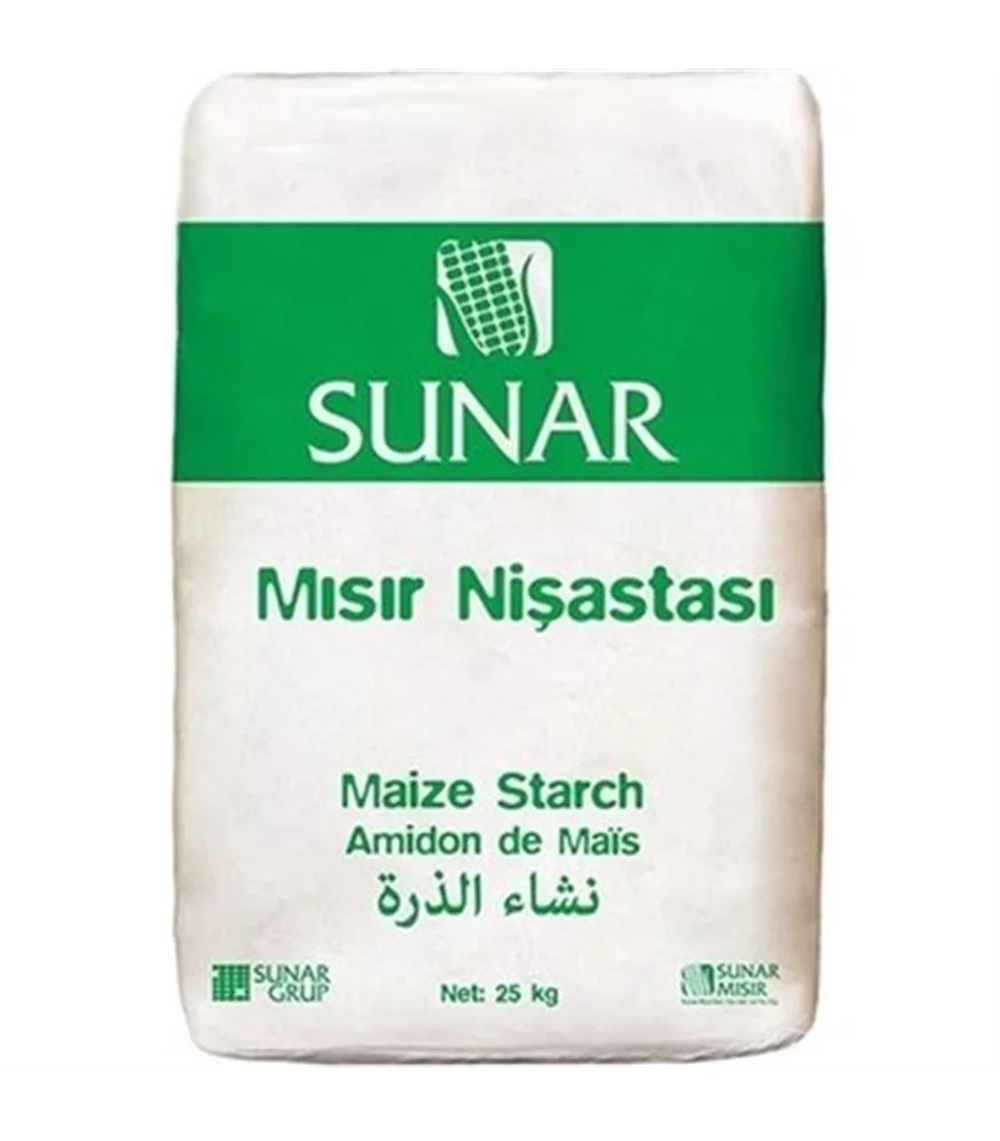 SUNAR
Mısır Nişastası
Maize Starch
Amidon de Maïs
نشاء الذرة
SUNAR
GRUP
Net: 25 kg
SUNAR
MISIR